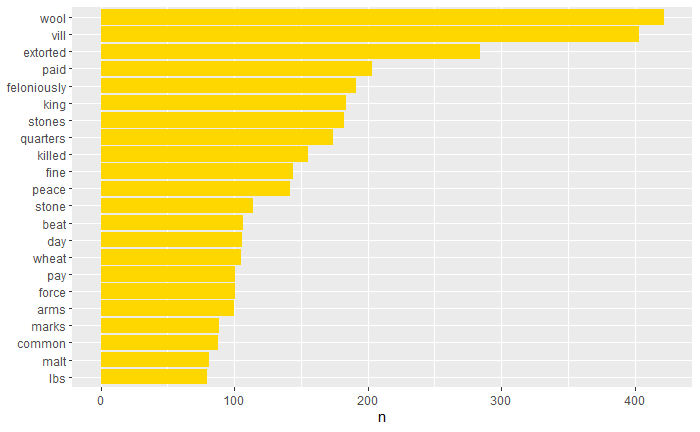 wool
vill
extorted
paid
feloniously
king
stones
quarters
killed
fine
peace
stone
beat
day
wheat
pay
force
arms
marks
common
malt
lbs
0 100 200 300 400
n